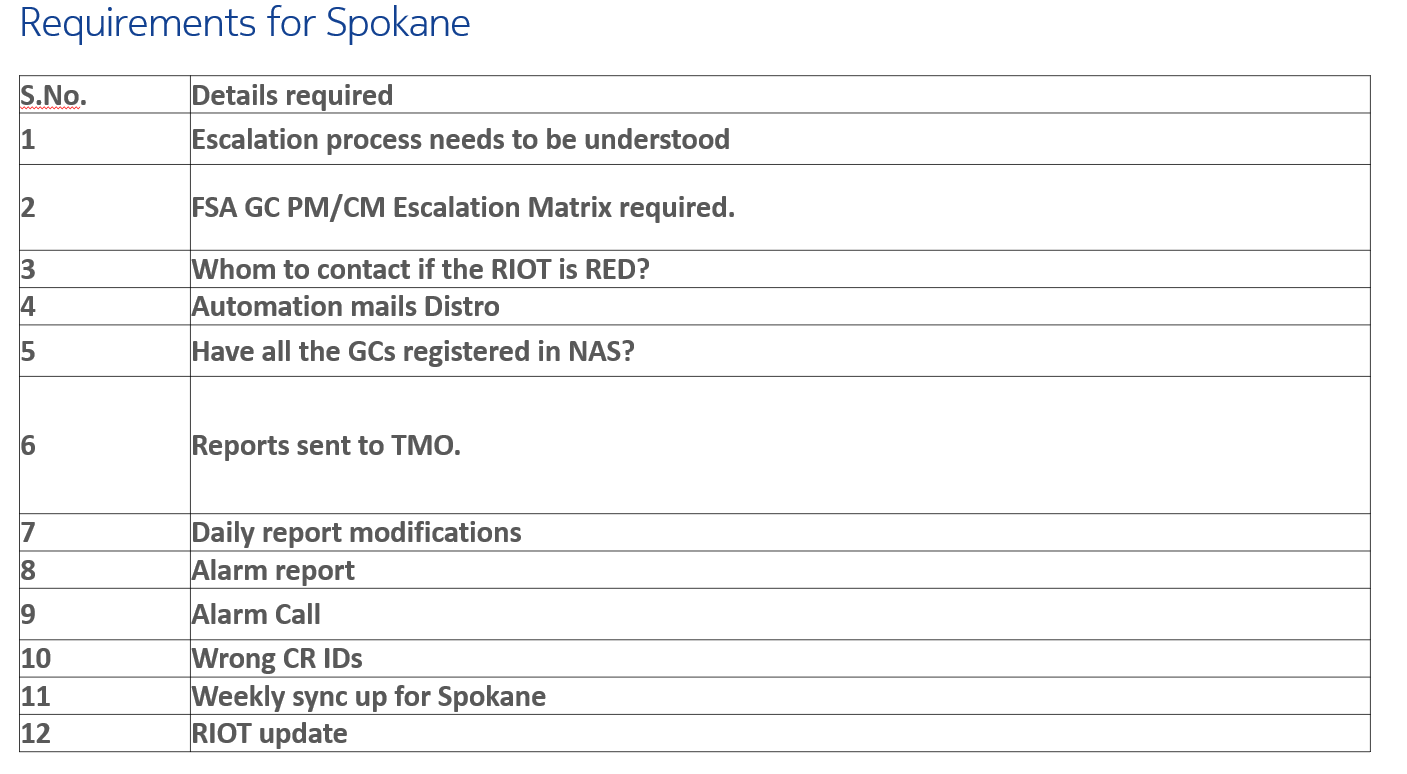 Requirements for Spokane
S.No. Details required
1 Escalation process needs to be understood
2 FSA GC PM/CM Escalation Matrix required.
3 Whom to contact if the RIOT is RED?
4 Automation mails Distro
5 Have all the GCs registered in NAS?
6 Reports sent to TMO.
7 Daily report modifications
8 Alarm report
9 Alarm Call
10 Wrong CR IDs
11 Weekly sync up for Spokane
12 RIOT update